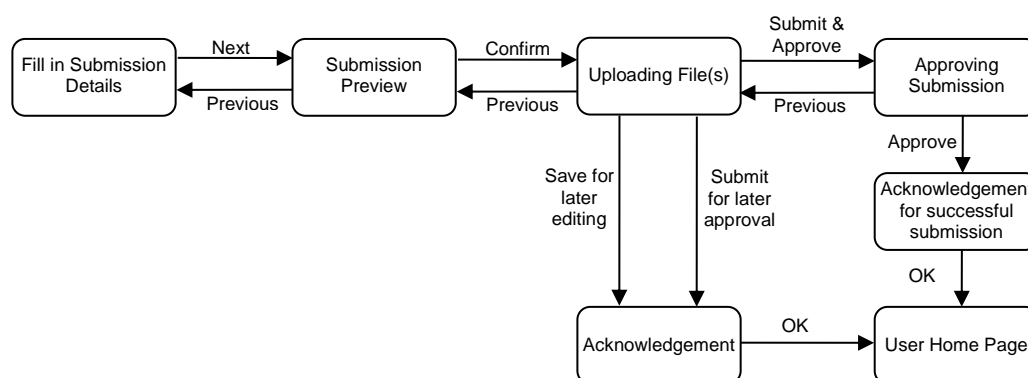 Fill in Submission
Details
Next
Previous
Submission
Preview
Confirm
Previous
Uploading File(s)
Submit &
Approve
Previous
Approving
Submission
Approve
Save for
later
editing
Submit
for later
approval
Acknowledgement
for successful
submission
OK
Acknowledgement
OK
User Home Page